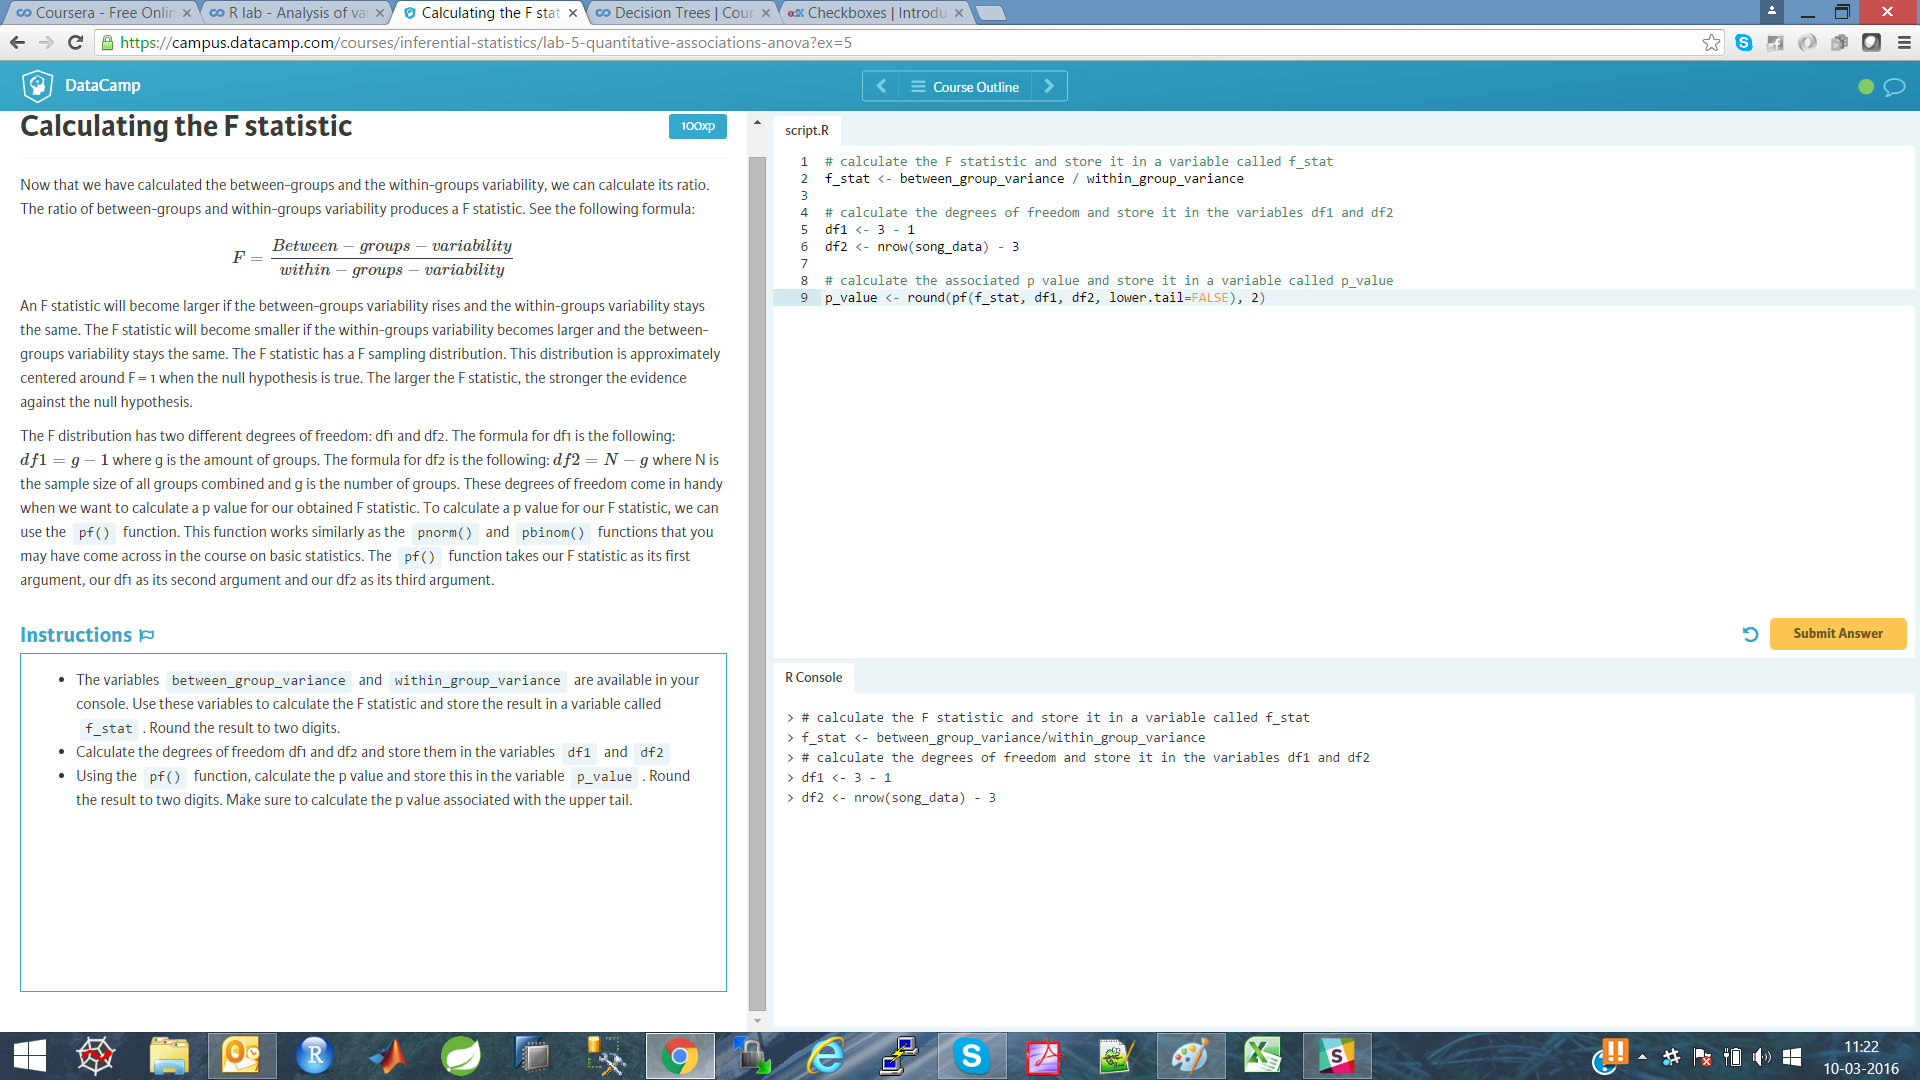 Coursera - Free Onlin
R lab - Analysis of va
Calculating the F stat
Decision Trees | Cour
edX Checkboxes | Introdu
https://campus.datacamp.com/courses/inferential-statistics/lab-5-quantitative-associations-anova?ex=5
DataCamp
Course Outline
Calculating the F statistic
100xp
Now that we have calculated the between-groups and the within-groups variability, we can calculate its ratio.
The ratio of between-groups and within-groups variability produces a F statistic. See the following formula:
F = Between − groups − variability
within − groups − variability
An F statistic will become larger if the between-groups variability rises and the within-groups variability stays
the same. The F statistic will become smaller if the within-groups variability becomes larger and the between-
groups variability stays the same. The F statistic has a F sampling distribution. This distribution is approximately
centered around F = 1 when the null hypothesis is true. The larger the F statistic, the stronger the evidence
against the null hypothesis.
The F distribution has two different degrees of freedom: df1 and df2. The formula for df1 is the following:
df1 = g − 1 where g is the amount of groups. The formula for df2 is the following: df2 = N − g where N is
the sample size of all groups combined and g is the number of groups. These degrees of freedom come in handy
when we want to calculate a p value for our obtained F statistic. To calculate a p value for our F statistic, we can
use the pf() function. This function works similarly as the pnorm() and pbinom() functions that you
may have come across in the course on basic statistics. The pf() function takes our F statistic as its first
argument, our df1 as its second argument and our df2 as its third argument.
Instructions
• The variables between_group_variance and within_group_variance are available in your
console. Use these variables to calculate the F statistic and store the result in a variable called
f_stat . Round the result to two digits.
• Calculate the degrees of freedom df1 and df2 and store them in the variables df1 and df2
• Using the pf() function, calculate the p value and store this in the variable p_value . Round
the result to two digits. Make sure to calculate the p value associated with the upper tail.
script.R
1 # calculate the F statistic and store it in a variable called f_stat
2 f_stat <- between_group_variance / within_group_variance
3
4 # calculate the degrees of freedom and store it in the variables df1 and df2
5 df1 <- 3 - 1
6 df2 <- nrow(song_data) - 3
7
8 # calculate the associated p value and store it in a variable called p_value
9 p_value <- round(pf(f_stat, df1, df2, lower.tail=FALSE), 2)
Submit Answer
R Console
> # calculate the F statistic and store it in a variable called f_stat
> f_stat <- between_group_variance/within_group_variance
> # calculate the degrees of freedom and store it in the variables df1 and df2
> df1 <- 3 - 1
> df2 <- nrow(song_data) - 3
11:22
10-03-2016